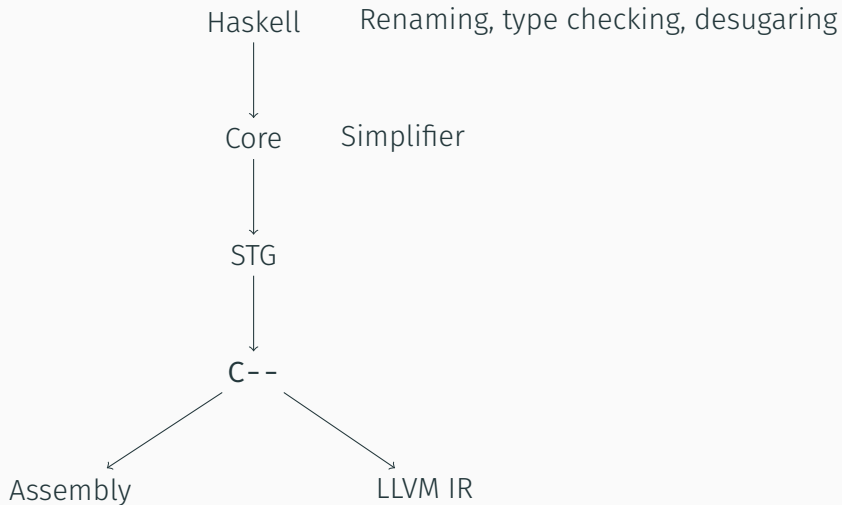 Haskell Renaming, type checking, desugaring
Core Simplifier
STG
C--
Assembly LLVM IR